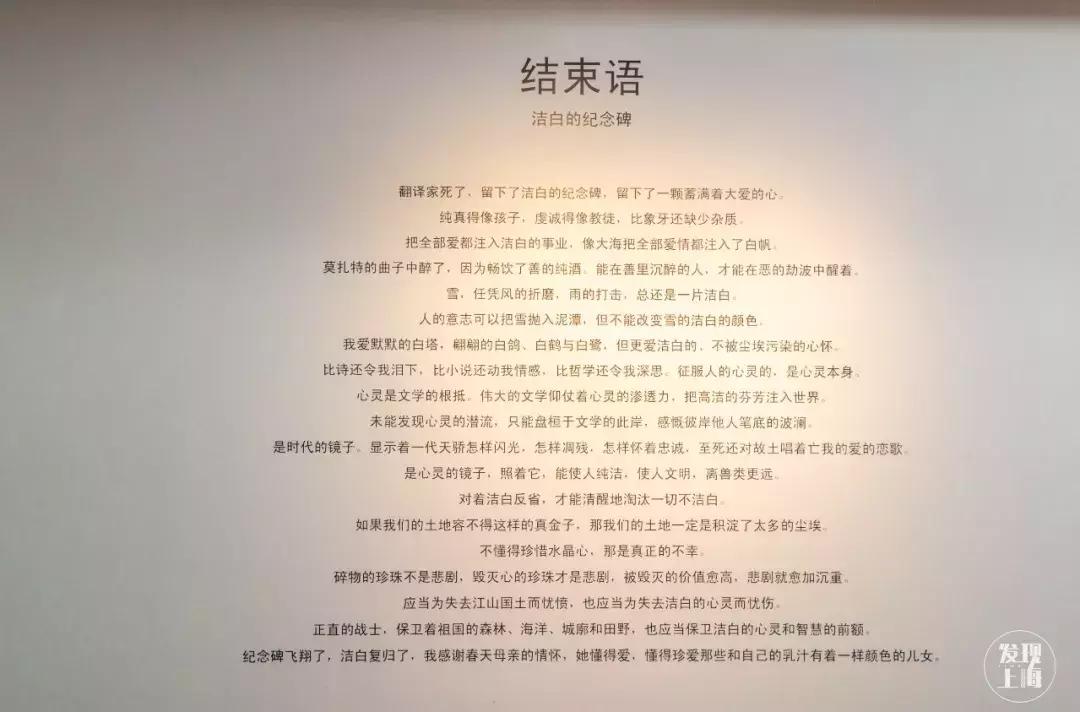 结束语
洁白的纪念碑
翻译家死了、留下了洁白的纪念碑，留下了一颗蓄满着大爱的心。
纯真得像孩子，虔诚得像教徒，比象牙还缺少杂质。
把全部爱都注入洁白的事业，像大海把全部爱情都注入了白帆。
莫扎特的曲子中醉了，因为畅饮了善的纯酒。能在善里沉醉的人，才能在恶的劫波中醒着。
雪，任凭风的折磨，雨的打击，总还是一片洁白。
人的意志可以把雪抛入泥潭，但不能改变雪的洁白的颜色。
我爱默默的白塔，翩翩的白鸽、白鹤与白鹭，但更爱洁白的、不被尘埃污染的心怀。
比诗还令我泪下，比小说还动我情感，比哲学还令我深思。征服人的心灵的，是心灵本身。
心灵是文学的根抵。伟大的文学仰仗着心灵的渗透力，把高洁的芬芳注入世界。
未能发现心灵的潜流，只能盘桓于文学的此岸，感慨彼岸他人笔底的波澜。
是时代的镜子。显示着一代天骄怎样闪光，怎样凋残，怎样怀着忠诚，至死还对故土唱着亡我的爱的恋歌。
是心灵的镜子，照着它，能使人纯洁，使人文明，离兽类更远。
对着洁白反省，才能清醒地淘汰一切不洁白。
如果我们的土地容不得这样的真金子，那我们的土地一定是积淀了太多的尘埃。
不懂得珍惜水晶心，那是真正的不幸。
碎物的珍珠不是悲剧，毁灭心的珍珠才是悲剧，被毁灭的价值愈高，悲剧就愈加沉重。
应当为失去江山国土而忧愤，也应当为失去洁白的心灵而忧伤。
正直的战士，保卫着祖国的森林、海洋、城廓和田野，也应当保卫洁白的心灵和智慧的前额。
纪念碑飞翔了，洁白复归了，我感谢春天母亲的情怀，她懂得爱，懂得珍爱那些和自己的乳汁有着一样颜色的儿女。
发现
上海